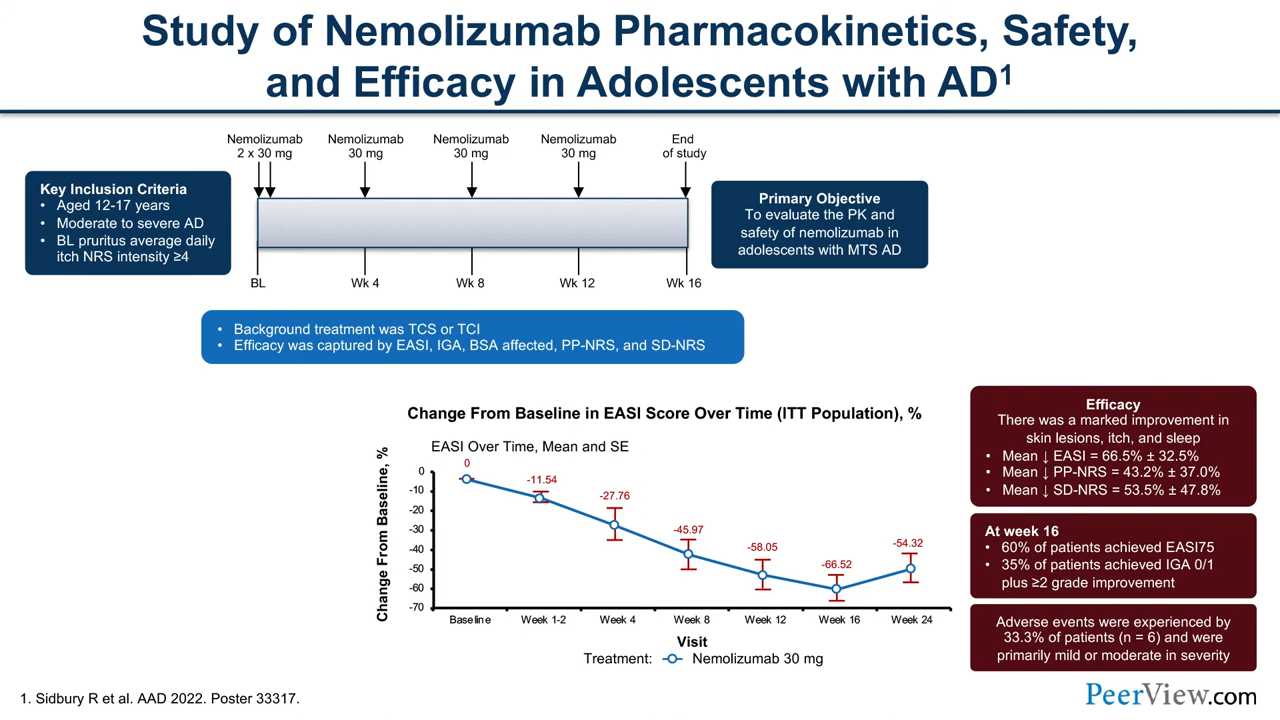 Study of Nemolizumab Pharmacokinetics, Safety,
and Efficacy in Adolescents with AD1
Nemolizumab
2 x 30 mg
Nemolizumab
30 mg
Nemolizumab
30 mg
Nemolizumab
30 mg
End
of study
Key Inclusion Criteria
• Aged 12-17 years
• Moderate to severe AD
• BL pruritus average daily
itch NRS intensity ≥4
BL
Wk 4
Wk 8
Wk 12
Wk 16
Primary Objective
To evaluate the PK and
safety of nemolizumab in
adolescents with MTS AD
• Background treatment was TCS or TCI
• Efficacy was captured by EASI, IGA, BSA affected, PP-NRS, and SD-NRS
Change From Baseline in EASI Score Over Time (ITT Population), %
EASI Over Time, Mean and SE
Change From Baseline, %
0
-10
-20
-30
-40
-50
-60
-70
0
-11.54
-27.76
-45.97
-58.05
-66.52
-54.32
Baseline
Week 1-2
Week 4
Week 8
Week 12
Week 16
Week 24
Visit
Treatment: Nemolizumab 30 mg
Efficacy
There was a marked improvement in
skin lesions, itch, and sleep
• Mean ↓ EASI = 66.5% ± 32.5%
• Mean ↓ PP-NRS = 43.2% ± 37.0%
• Mean ↓ SD-NRS = 53.5% ± 47.8%
At week 16
• 60% of patients achieved EASI75
• 35% of patients achieved IGA 0/1
plus ≥2 grade improvement
Adverse events were experienced by
33.3% of patients (n = 6) and were
primarily mild or moderate in severity
1. Sidbury R et al. AAD 2022. Poster 33317.
PeerView.com